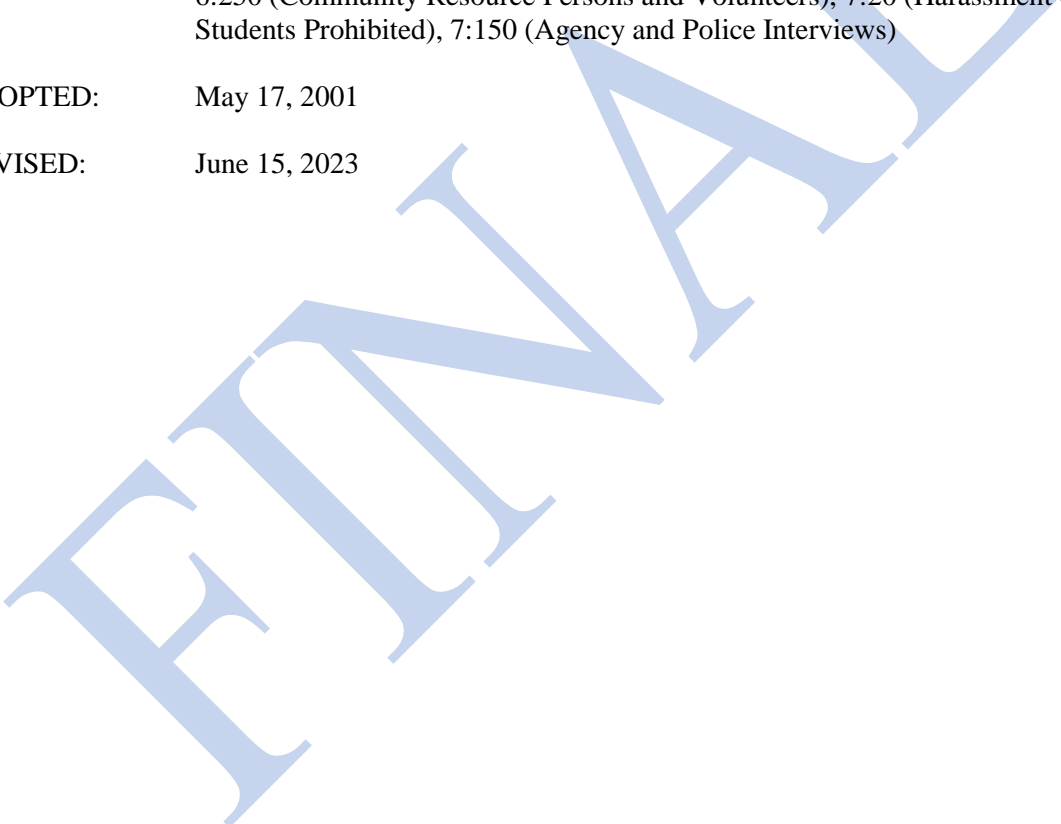 6:250 (Community Resource Persons and Volunteers), 7:20 (Harassment
Students Prohibited), 7:150 (Agency and Police Interviews)
OPTED: May 17, 2001
VISED: June 15, 2023
FINAL